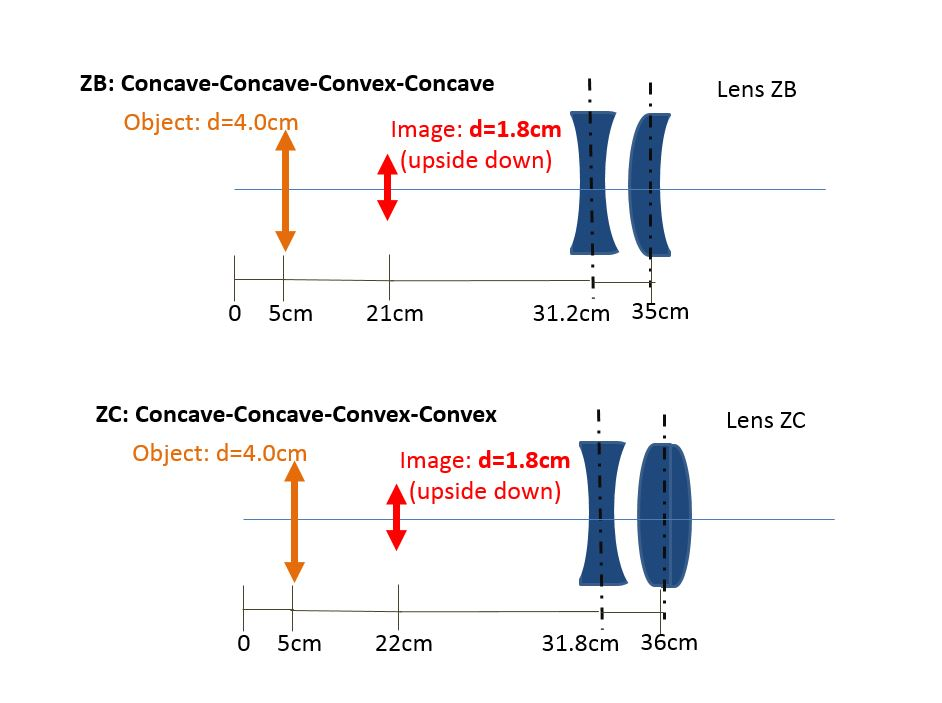 ZB: Concave-Concave-Convex-Concave
Lens ZB
Object: d=4.0cm
Image: d=1.8cm
(upside down)
0
5cm
21cm
31.2cm
35cm
ZC: Concave-Concave-Convex-Convex
Lens ZC
Object: d=4.0cm
Image: d=1.8cm
(upside down)
0
5cm
22cm
31.8cm
36cm